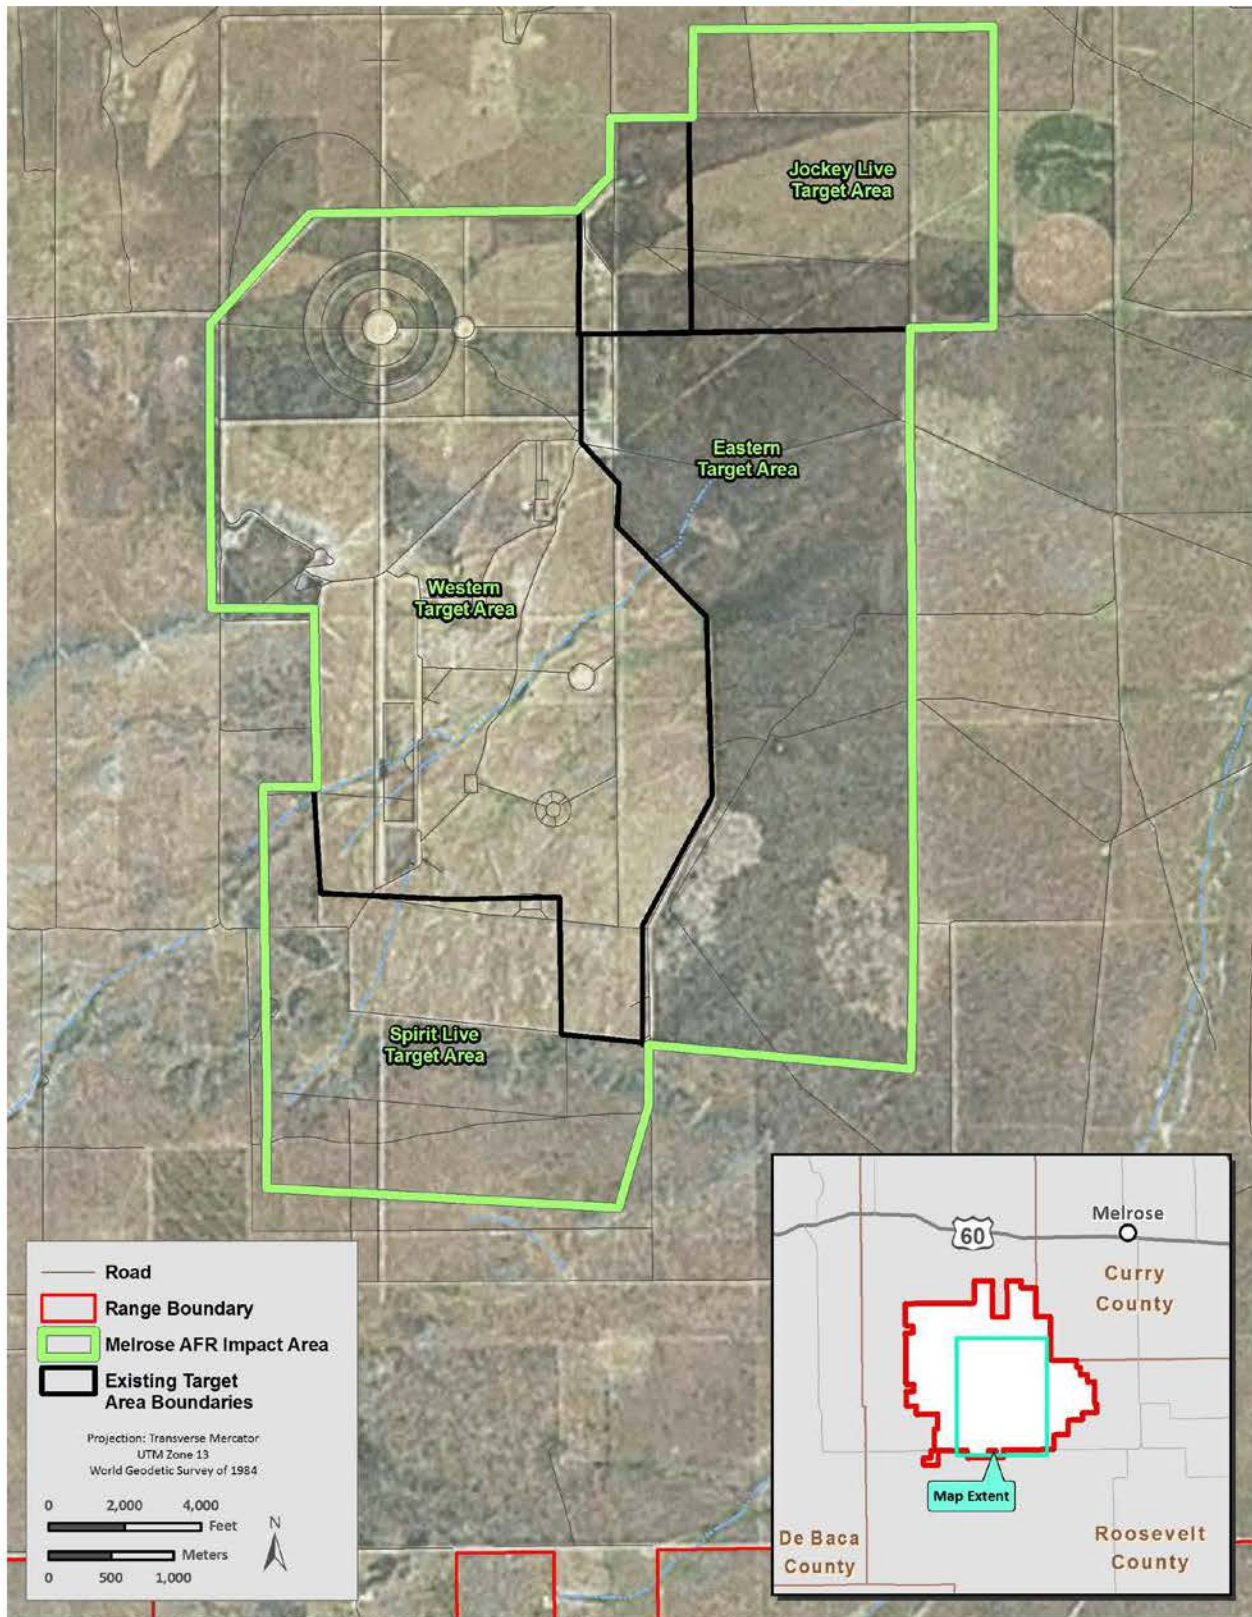 Jockey Live
Target Area
Eastern
Target Area
Western
Target Area
Spirit Live
Target Area
Road
Range Boundary
Melrose AFR Impact Area
Existing Target
Area Boundaries
Projection: Transverse Mercator
UTM Zone 13
World Geodetic Survey of 1984
0 2,000 4,000
Feet
N
Meters
0 500 1,000
60
Melrose
Curry
County
Map Extent
De Baca
County
Roosevelt
County